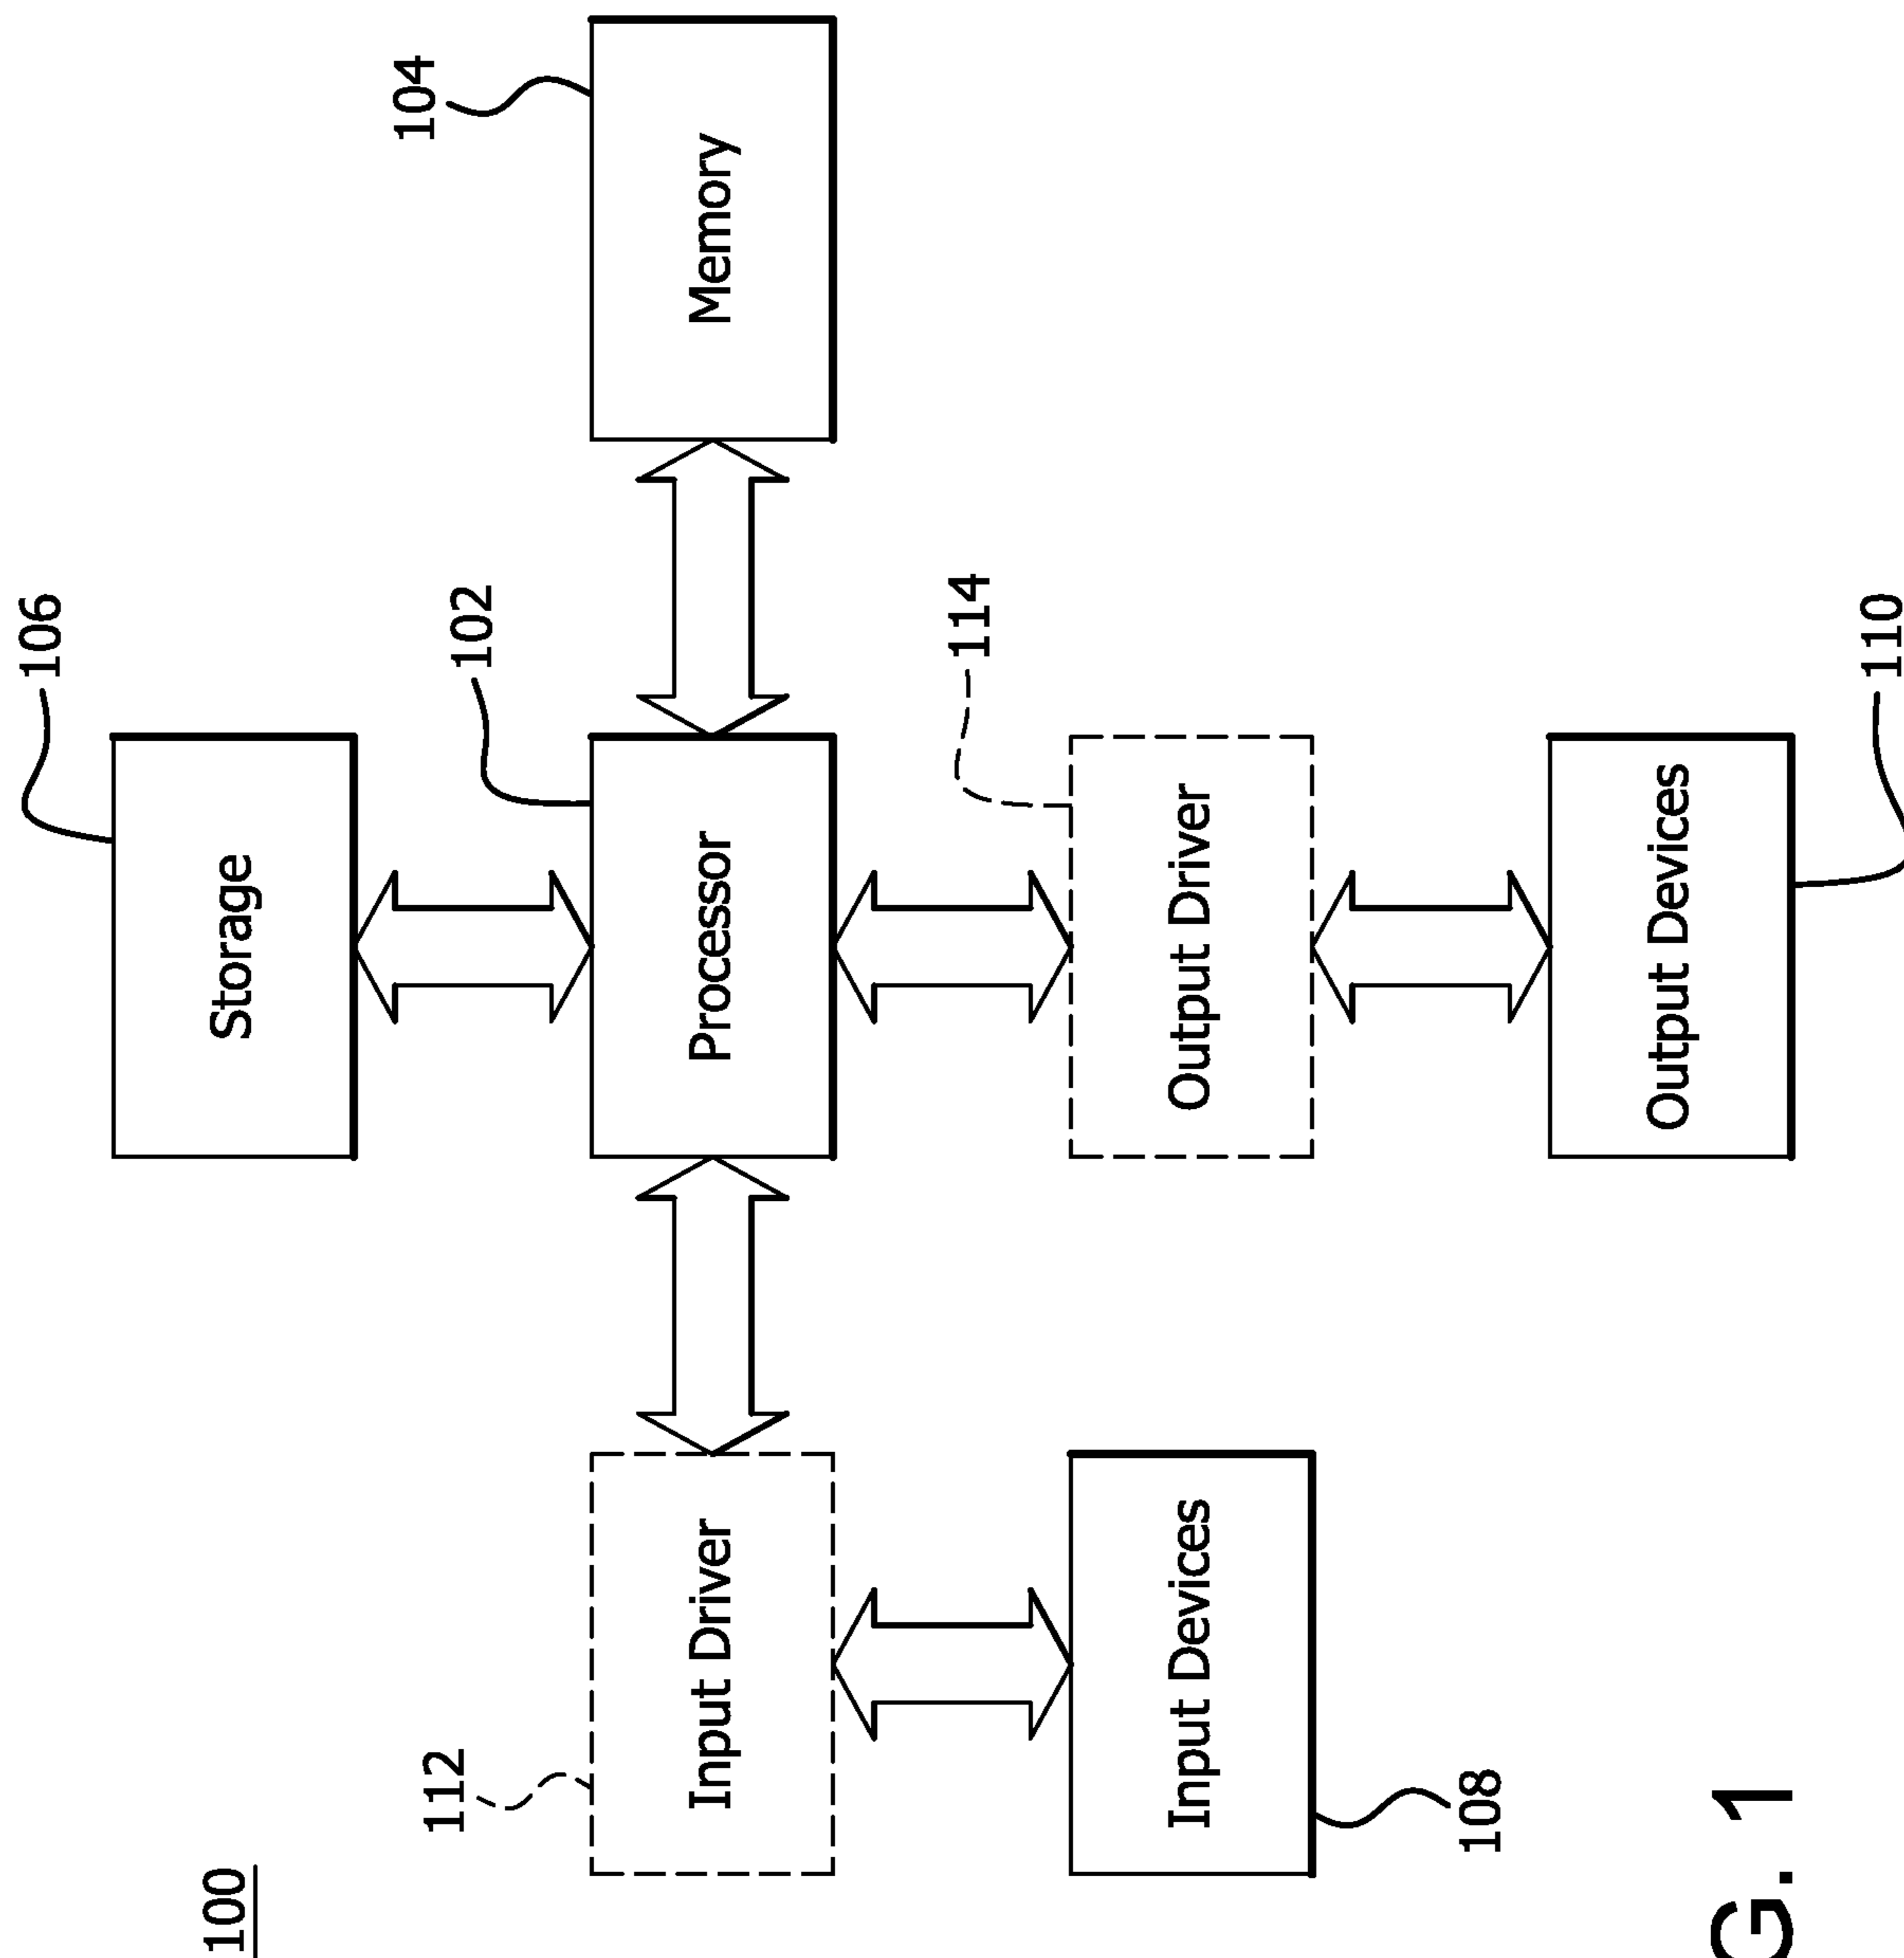 100
106
Storage
112
102
104
Input Driver
Processor
Memory
108
Input Devices
114
Output Driver
110
Output Devices
G. 1